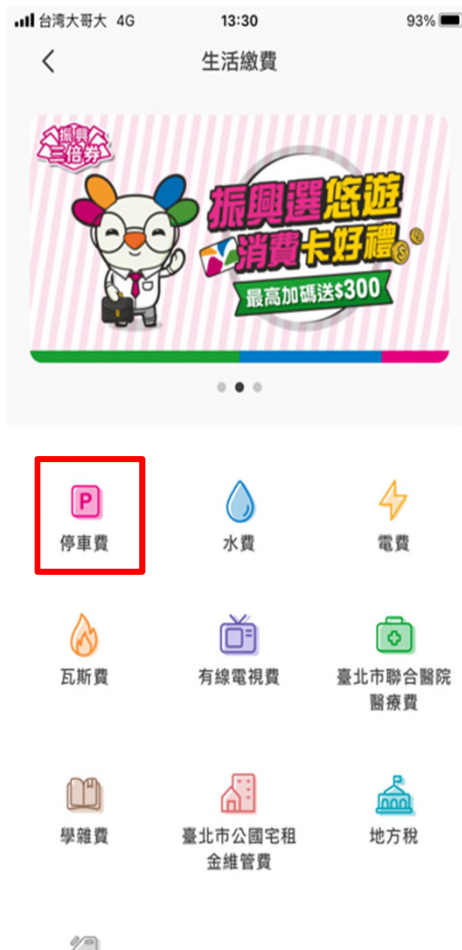 台湾大哥大 4G 13:30 93%
生活繳費
振興
三倍券
振興選悠遊
消費卡好禮
最高加碼送$300
P
停車費 水費 電費
瓦斯費 有線電視費 臺北市聯合醫院
醫療費
學雜費 臺北市公國宅租 地方稅
金維管費